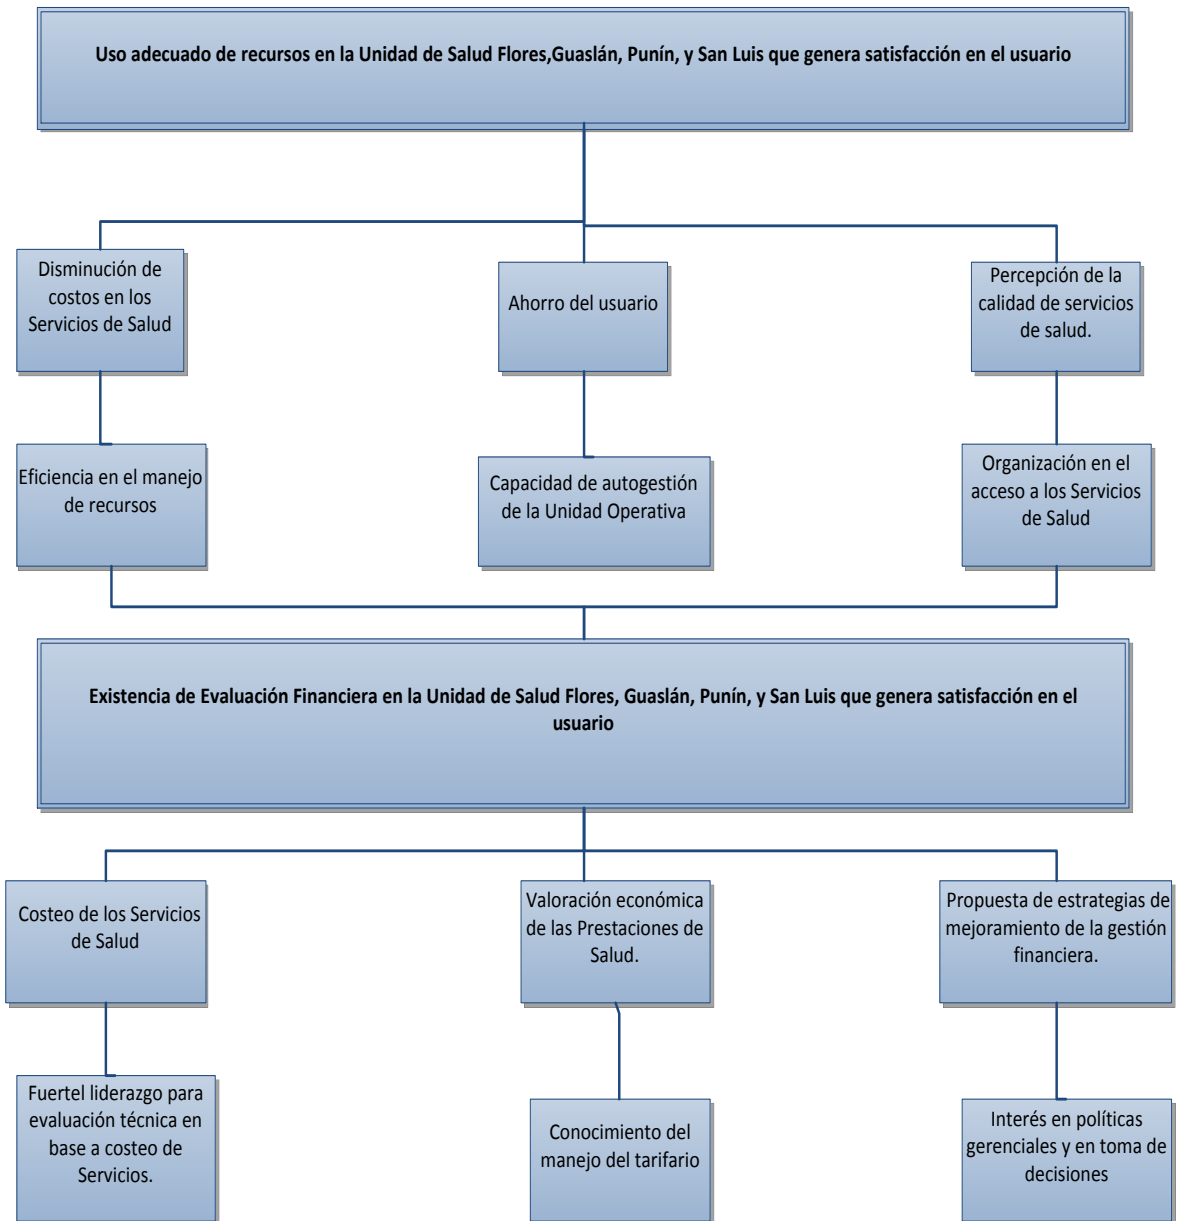 Uso adecuado de recursos en la Unidad de Salud Flores,Guaslán, Punín, y San Luis que genera satisfacción en el usuario
Disminución de
costos en los
Servicios de Salud
Ahorro del usuario
Percepción de la
calidad de servicios
de salud.
Eficiencia en el manejo
de recursos
Capacidad de autogestión
de la Unidad Operativa
Organización en el
acceso a los Servicios
de Salud
Existencia de Evaluación Financiera en la Unidad de Salud Flores, Guaslán, Punín, y San Luis que genera satisfacción en el
usuario
Costeo de los Servicios
de Salud
Valoración económica
de las Prestaciones de
Salud.
Propuesta de estrategias de
mejoramiento de la gestión
financiera.
Fuertel liderazgo para
evaluación técnica en
base a costeo de
Servicios.
Conocimiento del
manejo del tarifario
Interés en políticas
gerenciales y en toma de
decisiones